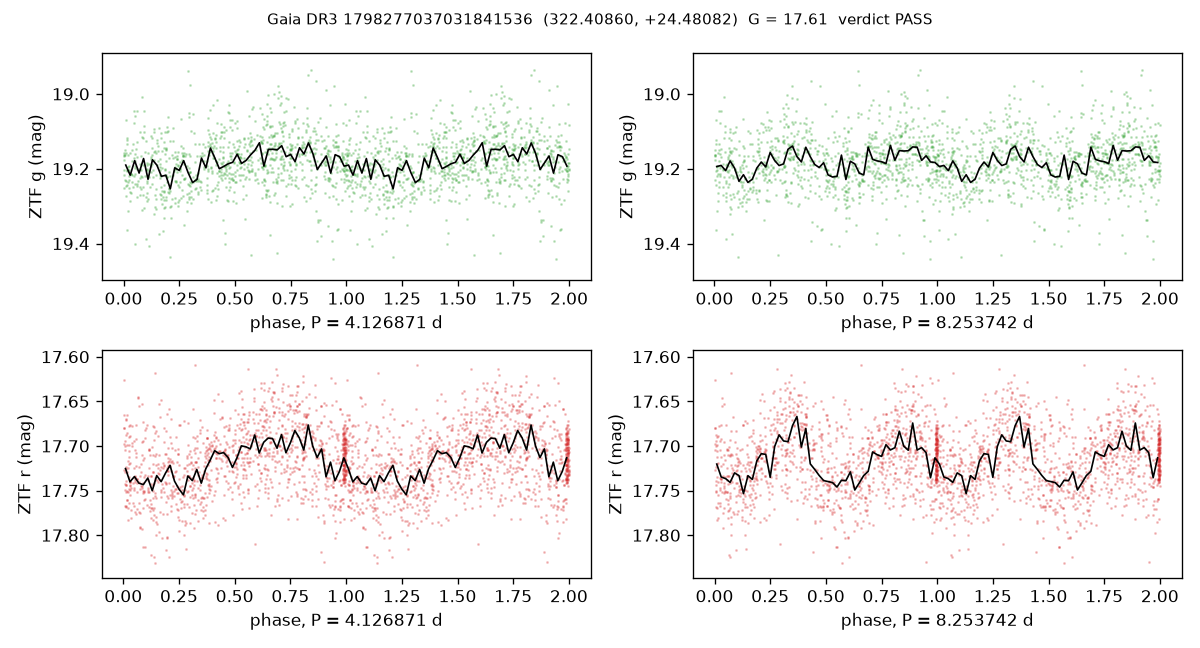 Gaia DR3 1798277037031841536 (322.40860, +24.48082) G = 17.61 verdict PASS
ZTF g (mag)
19.0
19.2
19.4
0.00 0.25 0.50 0.75 1.00 1.25 1.50 1.75 2.00
phase, P = 4.126871 d
ZTF g (mag)
19.0
19.2
19.4
0.00 0.25 0.50 0.75 1.00 1.25 1.50 1.75 2.00
phase, P = 8.253742 d
ZTF r (mag)
17.60
17.65
17.70
17.75
17.80
0.00 0.25 0.50 0.75 1.00 1.25 1.50 1.75 2.00
phase, P = 4.126871 d
ZTF r (mag)
17.60
17.65
17.70
17.75
17.80
0.00 0.25 0.50 0.75 1.00 1.25 1.50 1.75 2.00
phase, P = 8.253742 d